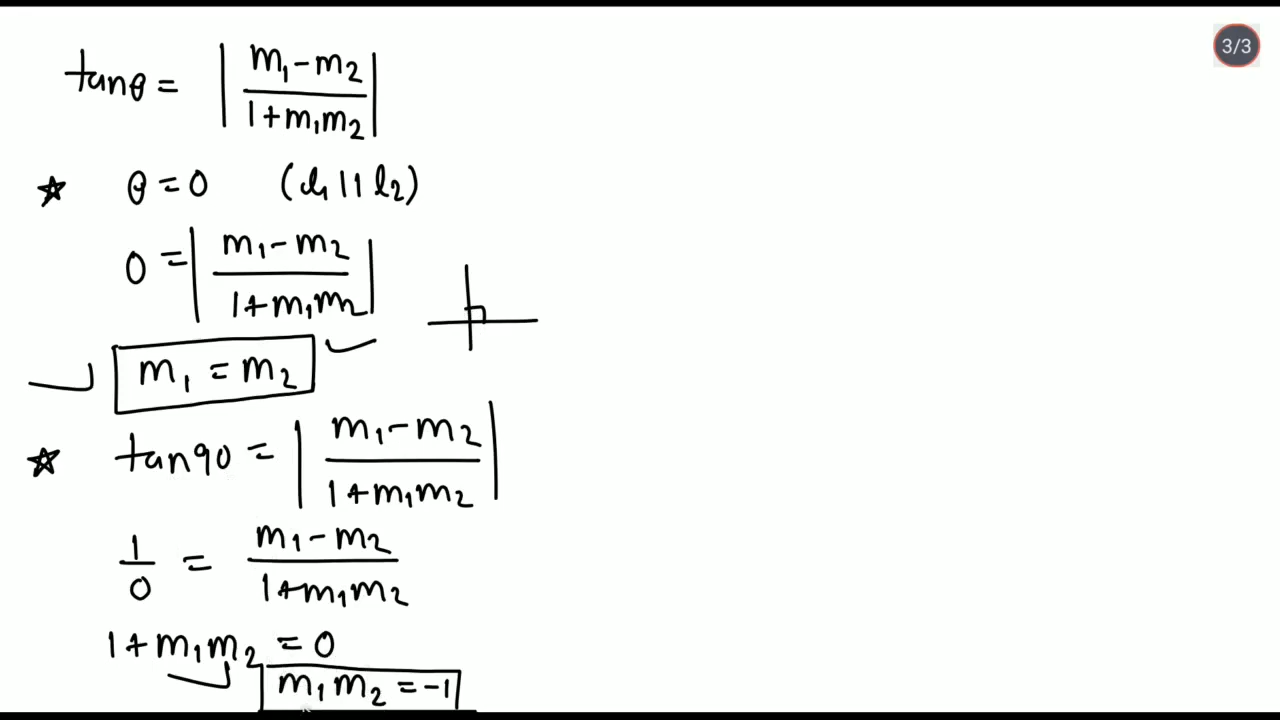 3/3
tanθ = | (m₁ - m₂) / (1 + m₁m₂) |
☆ θ = 0 (l₁ || l₂)
0 = | (m₁ - m₂) / (1 + m₁m₂) |
m₁ = m₂
☆ tan90 = | (m₁ - m₂) / (1 + m₁m₂) |
1/0 = (m₁ - m₂) / (1 + m₁m₂)
1 + m₁m₂ = 0
m₁m₂ = -1